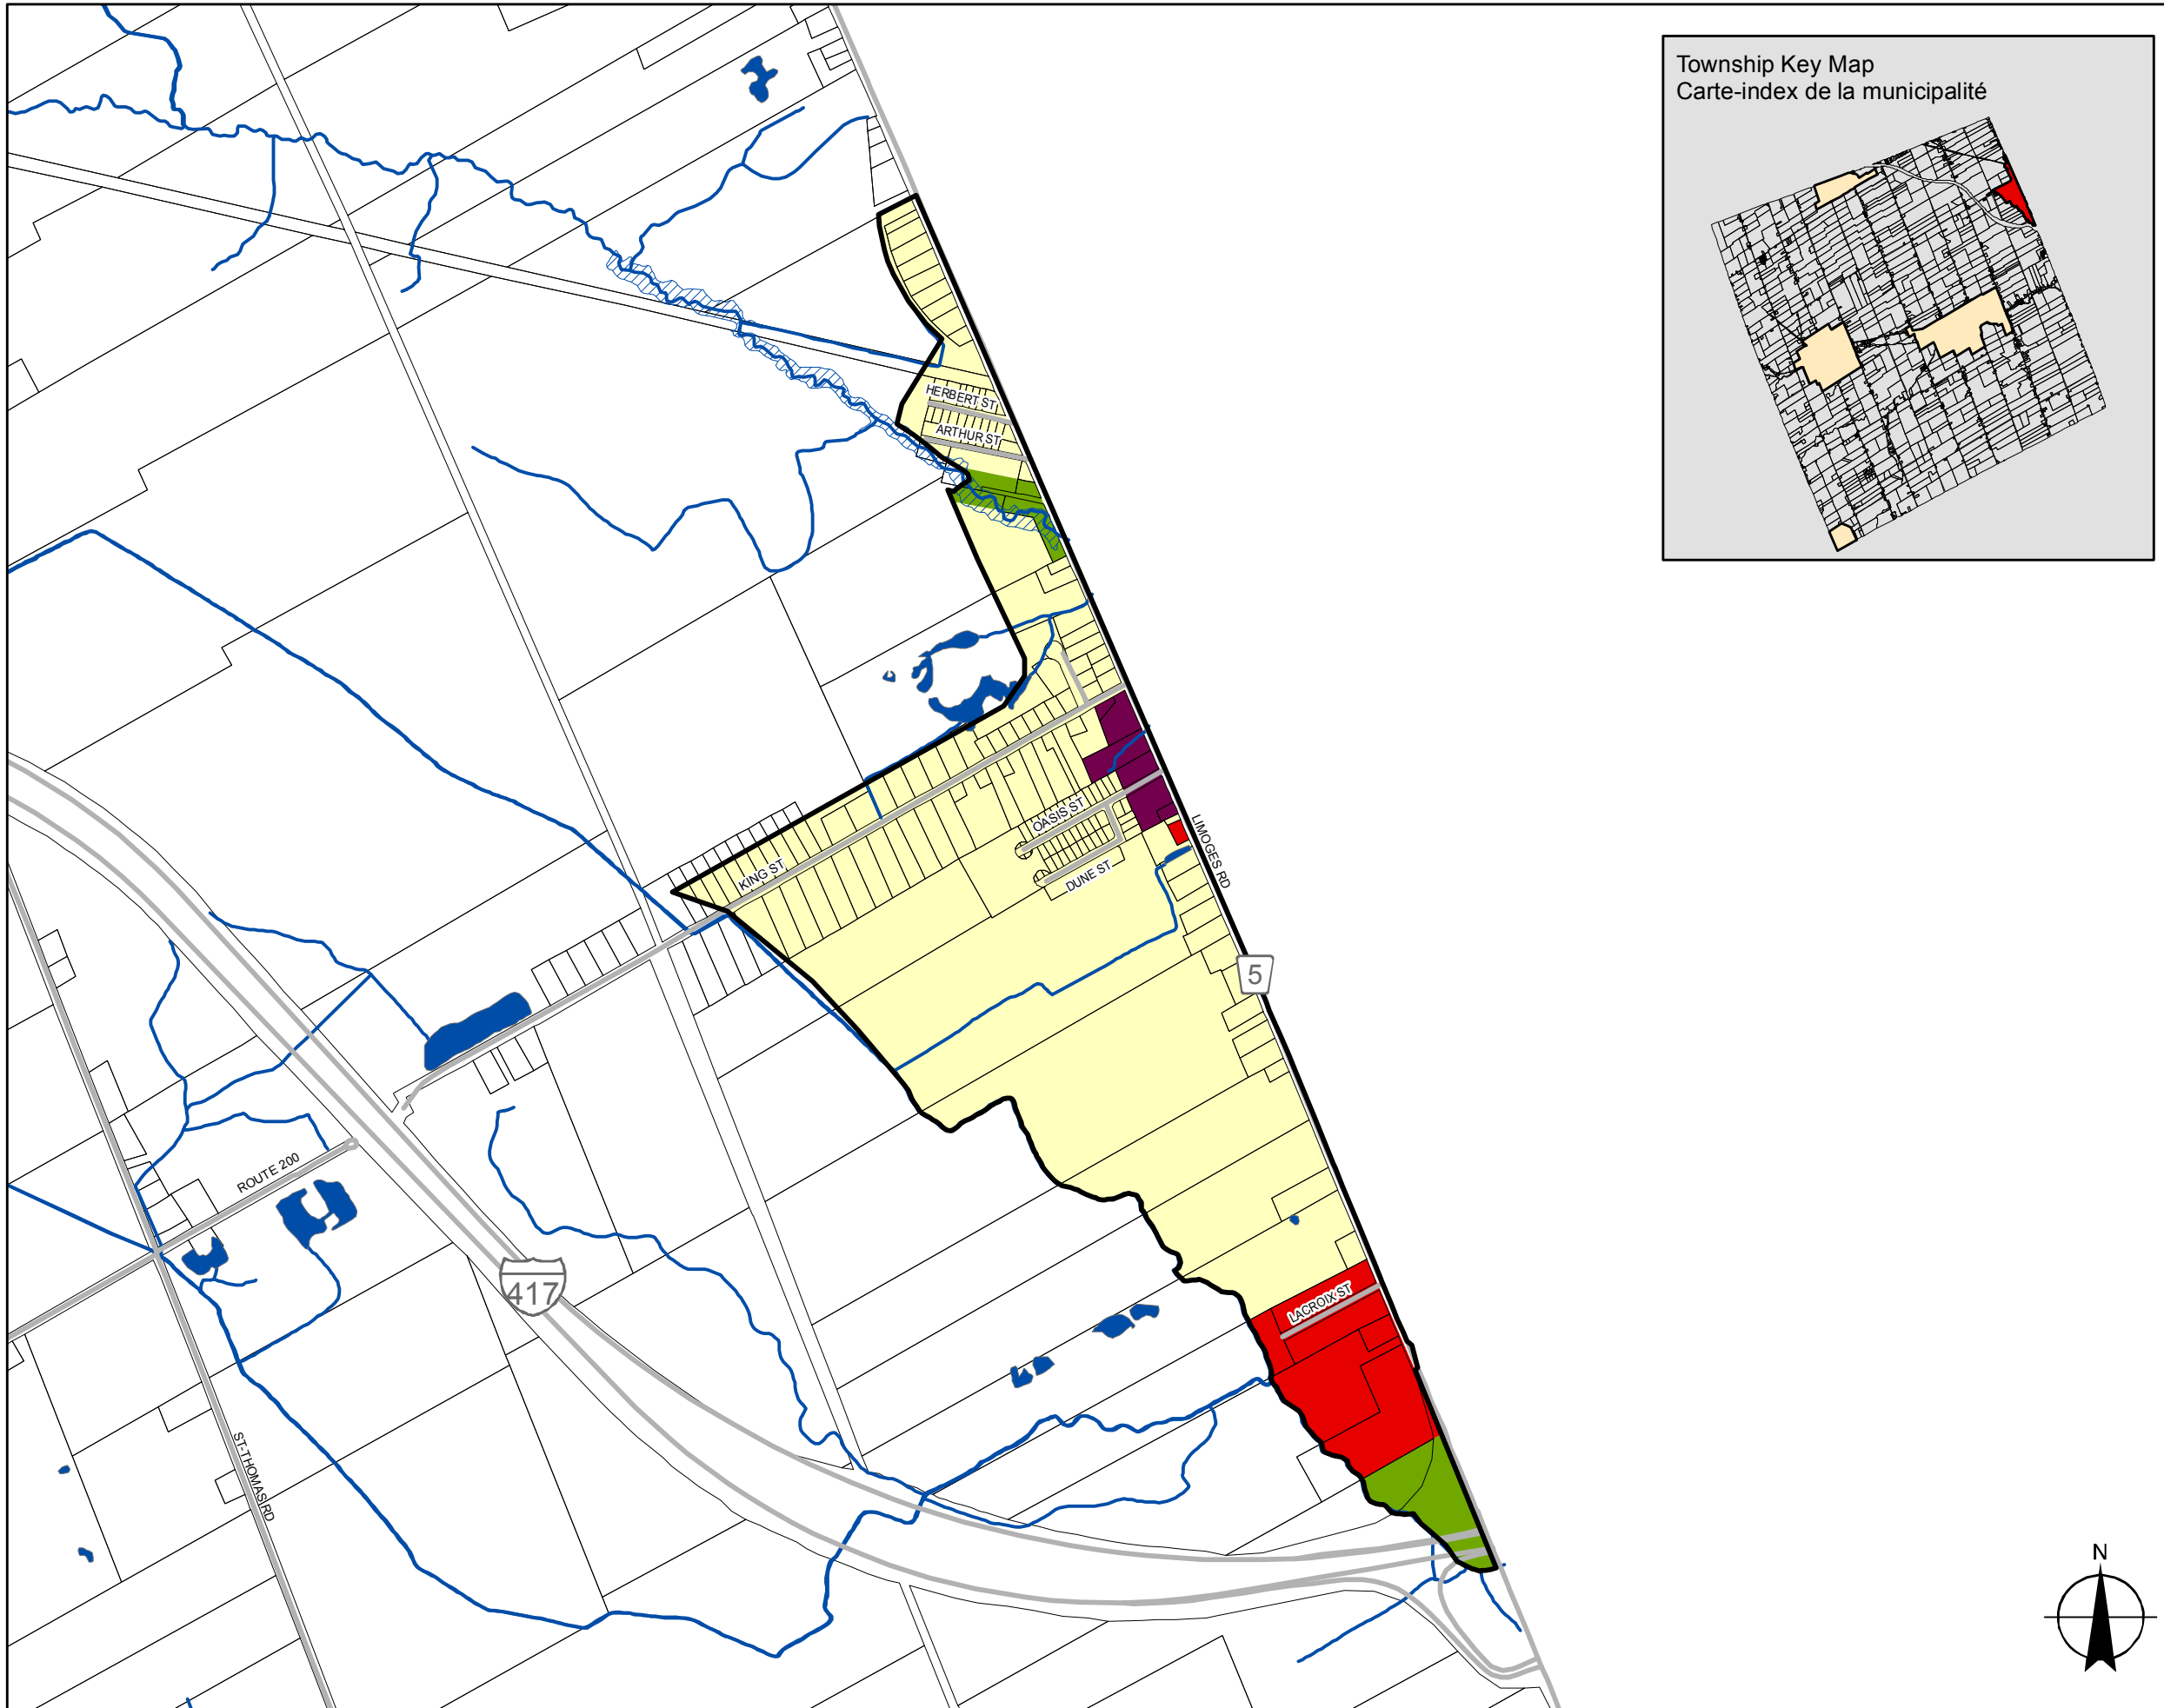 Township Key Map
Carte-index de la municipalité
HERBERT ST
ARTHUR ST
OASIS ST
LIMOGES RD
KING ST
DUNE ST
5
ROUTE 200
417
LACROIX ST
ST-THOMAS RD
N